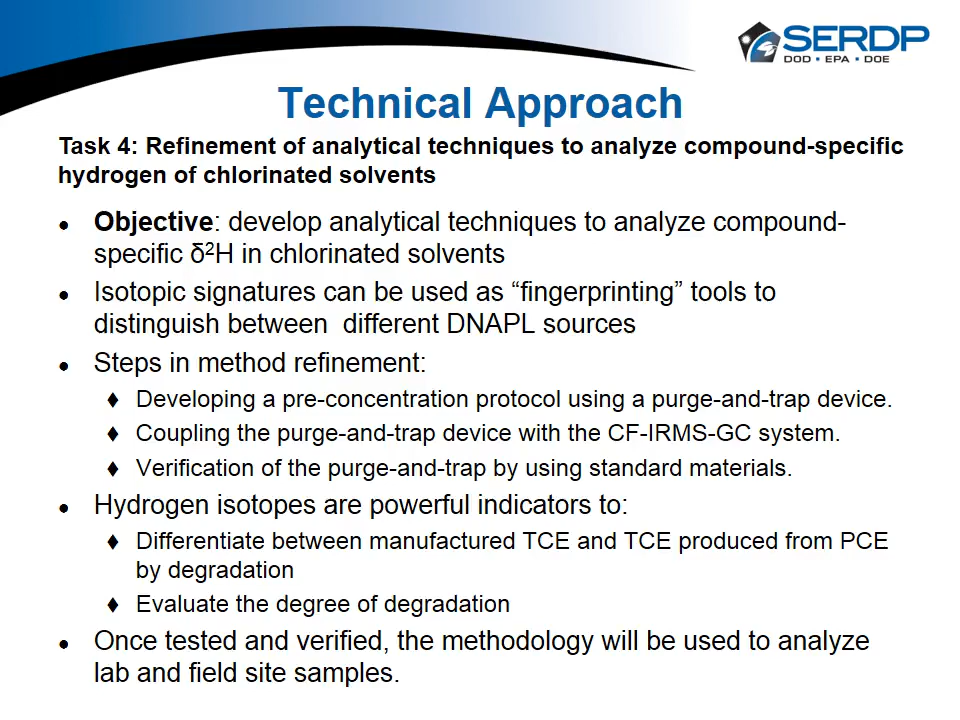 SERDP
DOD • EPA • DOE
Technical Approach
Task 4: Refinement of analytical techniques to analyze compound-specific
hydrogen of chlorinated solvents
● Objective: develop analytical techniques to analyze compound-
specific δ²H in chlorinated solvents
● Isotopic signatures can be used as “fingerprinting” tools to
distinguish between  different DNAPL sources
● Steps in method refinement:
♦ Developing a pre-concentration protocol using a purge-and-trap device.
♦ Coupling the purge-and-trap device with the CF-IRMS-GC system.
♦ Verification of the purge-and-trap by using standard materials.
● Hydrogen isotopes are powerful indicators to:
♦ Differentiate between manufactured TCE and TCE produced from PCE
by degradation
♦ Evaluate the degree of degradation
● Once tested and verified, the methodology will be used to analyze
lab and field site samples.